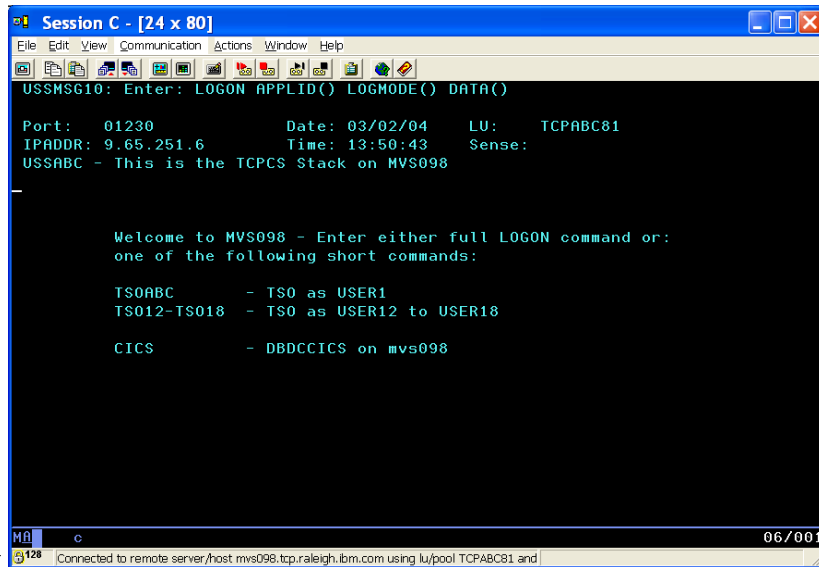 Session C - [24 x 80]
File Edit View Communication Actions Window Help
USSMSG10: Enter: LOGON APPLID() LOGMODE() DATA()
Port: 01230 Date: 03/02/04 LU: TCPABC81
IPADDR: 9.65.251.6 Time: 13:50:43 Sense:
USSABC - This is the TCPCS Stack on MVS098
Welcome to MVS098 - Enter either full LOGON command or:
one of the following short commands:
TSOABC - TSO as USER1
TSO12-TSO18 - TSO as USER12 to USER18
CICS - DBDCCICS on mvs098
MA c 06/001
128 Connected to remote server/host mvs098.tcp.raleigh.ibm.com using lu/pool TCPABC81 and